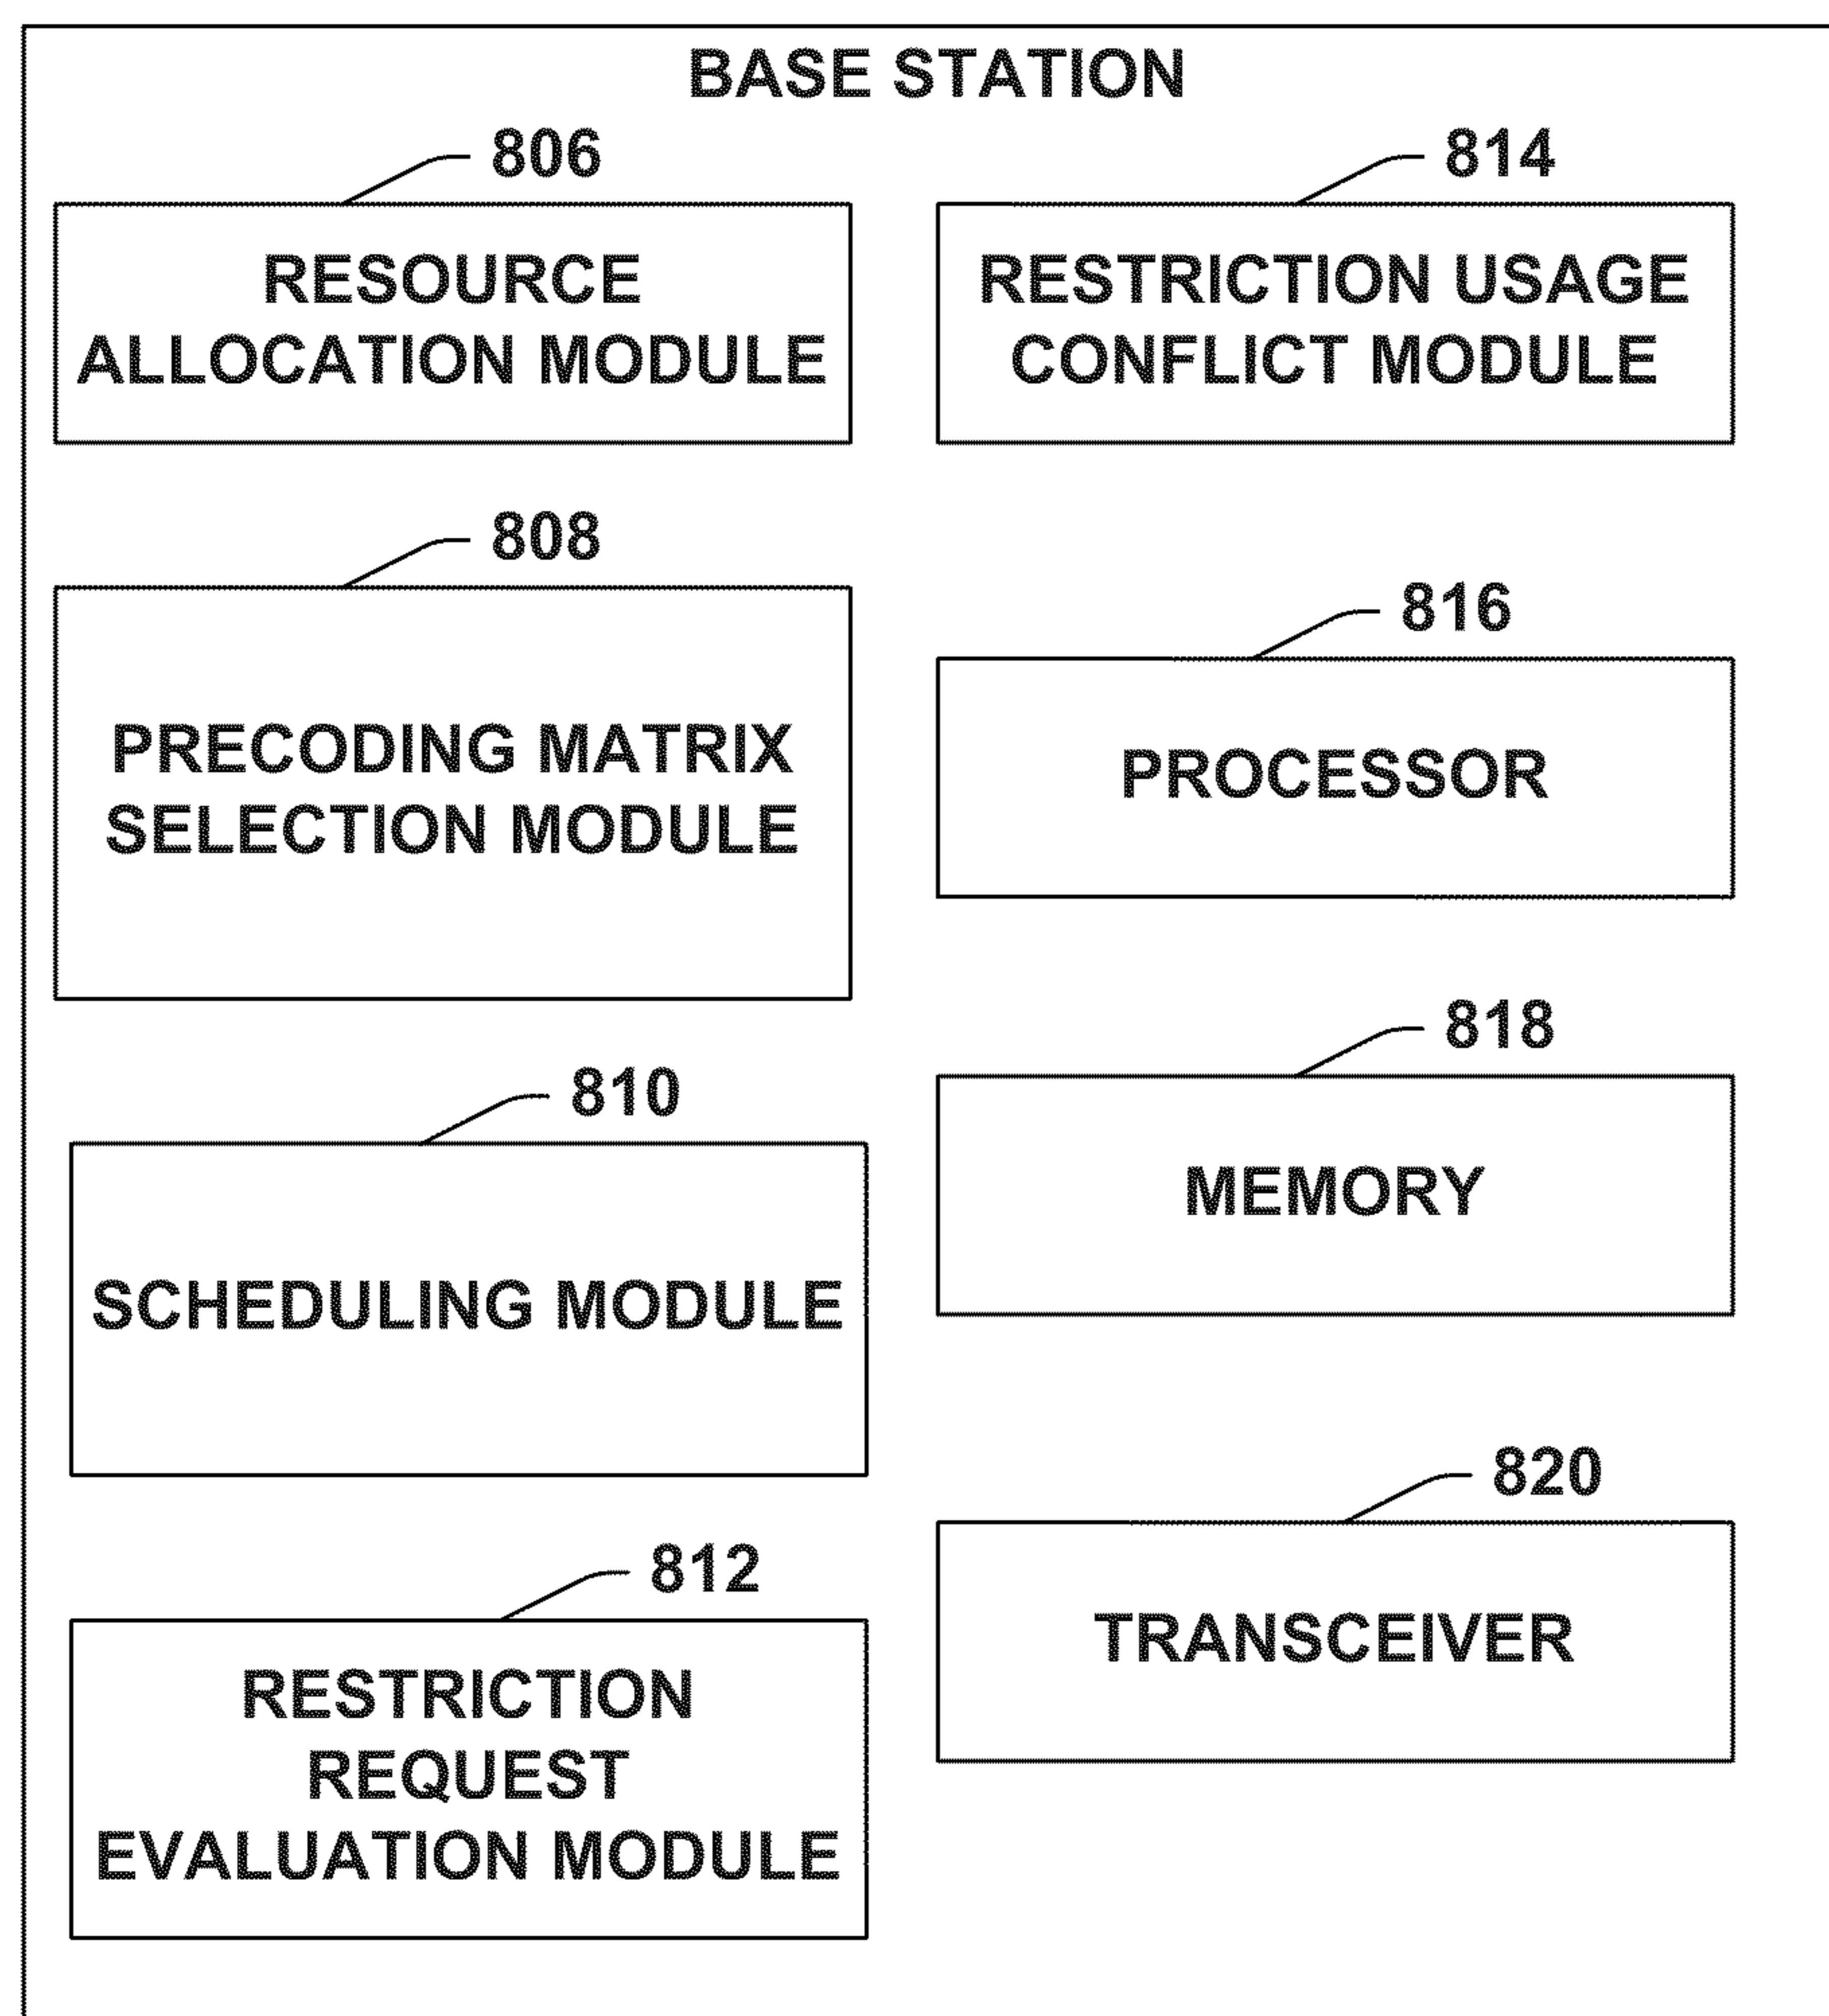 BASE STATION
806
RESOURCE
ALLOCATION MODULE
808
PRECODING MATRIX
SELECTION MODULE
810
SCHEDULING MODULE
812
RESTRICTION
REQUEST
EVALUATION MODULE
814
RESTRICTION USAGE
CONFLICT MODULE
816
PROCESSOR
818
MEMORY
820
TRANSCEIVER